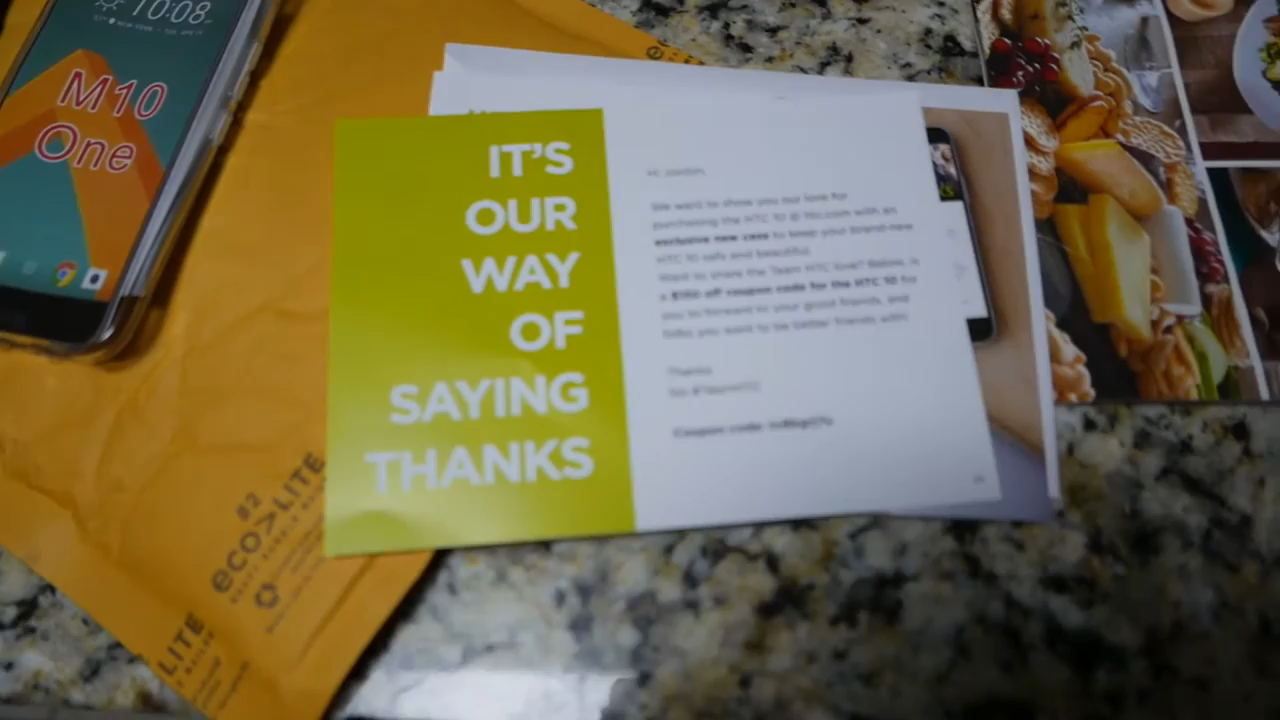 10:08
M10
One
IT'S
OUR
WAY
OF
SAYING
THANKS
Hi Jordan,
We want to show you our love for
purchasing the HTC 10 @ htc.com with an
exclusive new case to keep your brand-new
HTC 10 safe and beautiful.
Want to share the Team HTC love? Below, is
a $100 off coupon code for the HTC 10 for
you to forward to your good friends, and
folks you want to be better friends with!
Thanks
Coupon code:
#2
eco>LITE
LITE